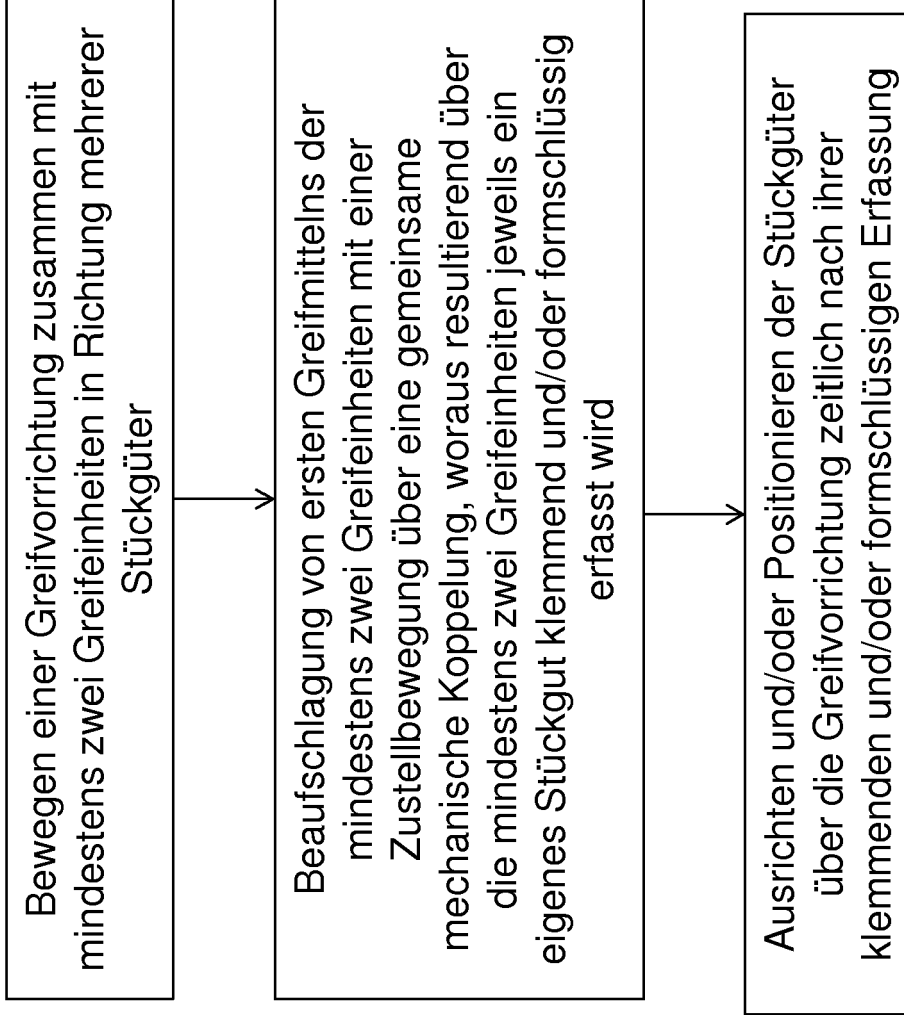 Bewegen einer Greifvorrichtung zusammen mit
mindestens zwei Greifeinheiten in Richtung mehrerer
Stückgüter
Beaufschlagung von ersten Greifmittelns der
mindestens zwei Greifeinheiten mit einer
Zustellbewegung über eine gemeinsame
mechanische Koppelung, woraus resultierend über
die mindestens zwei Greifeinheiten jeweils ein
eigenes Stückgut klemmend und/oder formschlüssig
erfasst wird
Ausrichten und/oder Positionieren der Stückgüter
über die Greifvorrichtung zeitlich nach ihrer
klemmenden und/oder formschlüssigen Erfassung